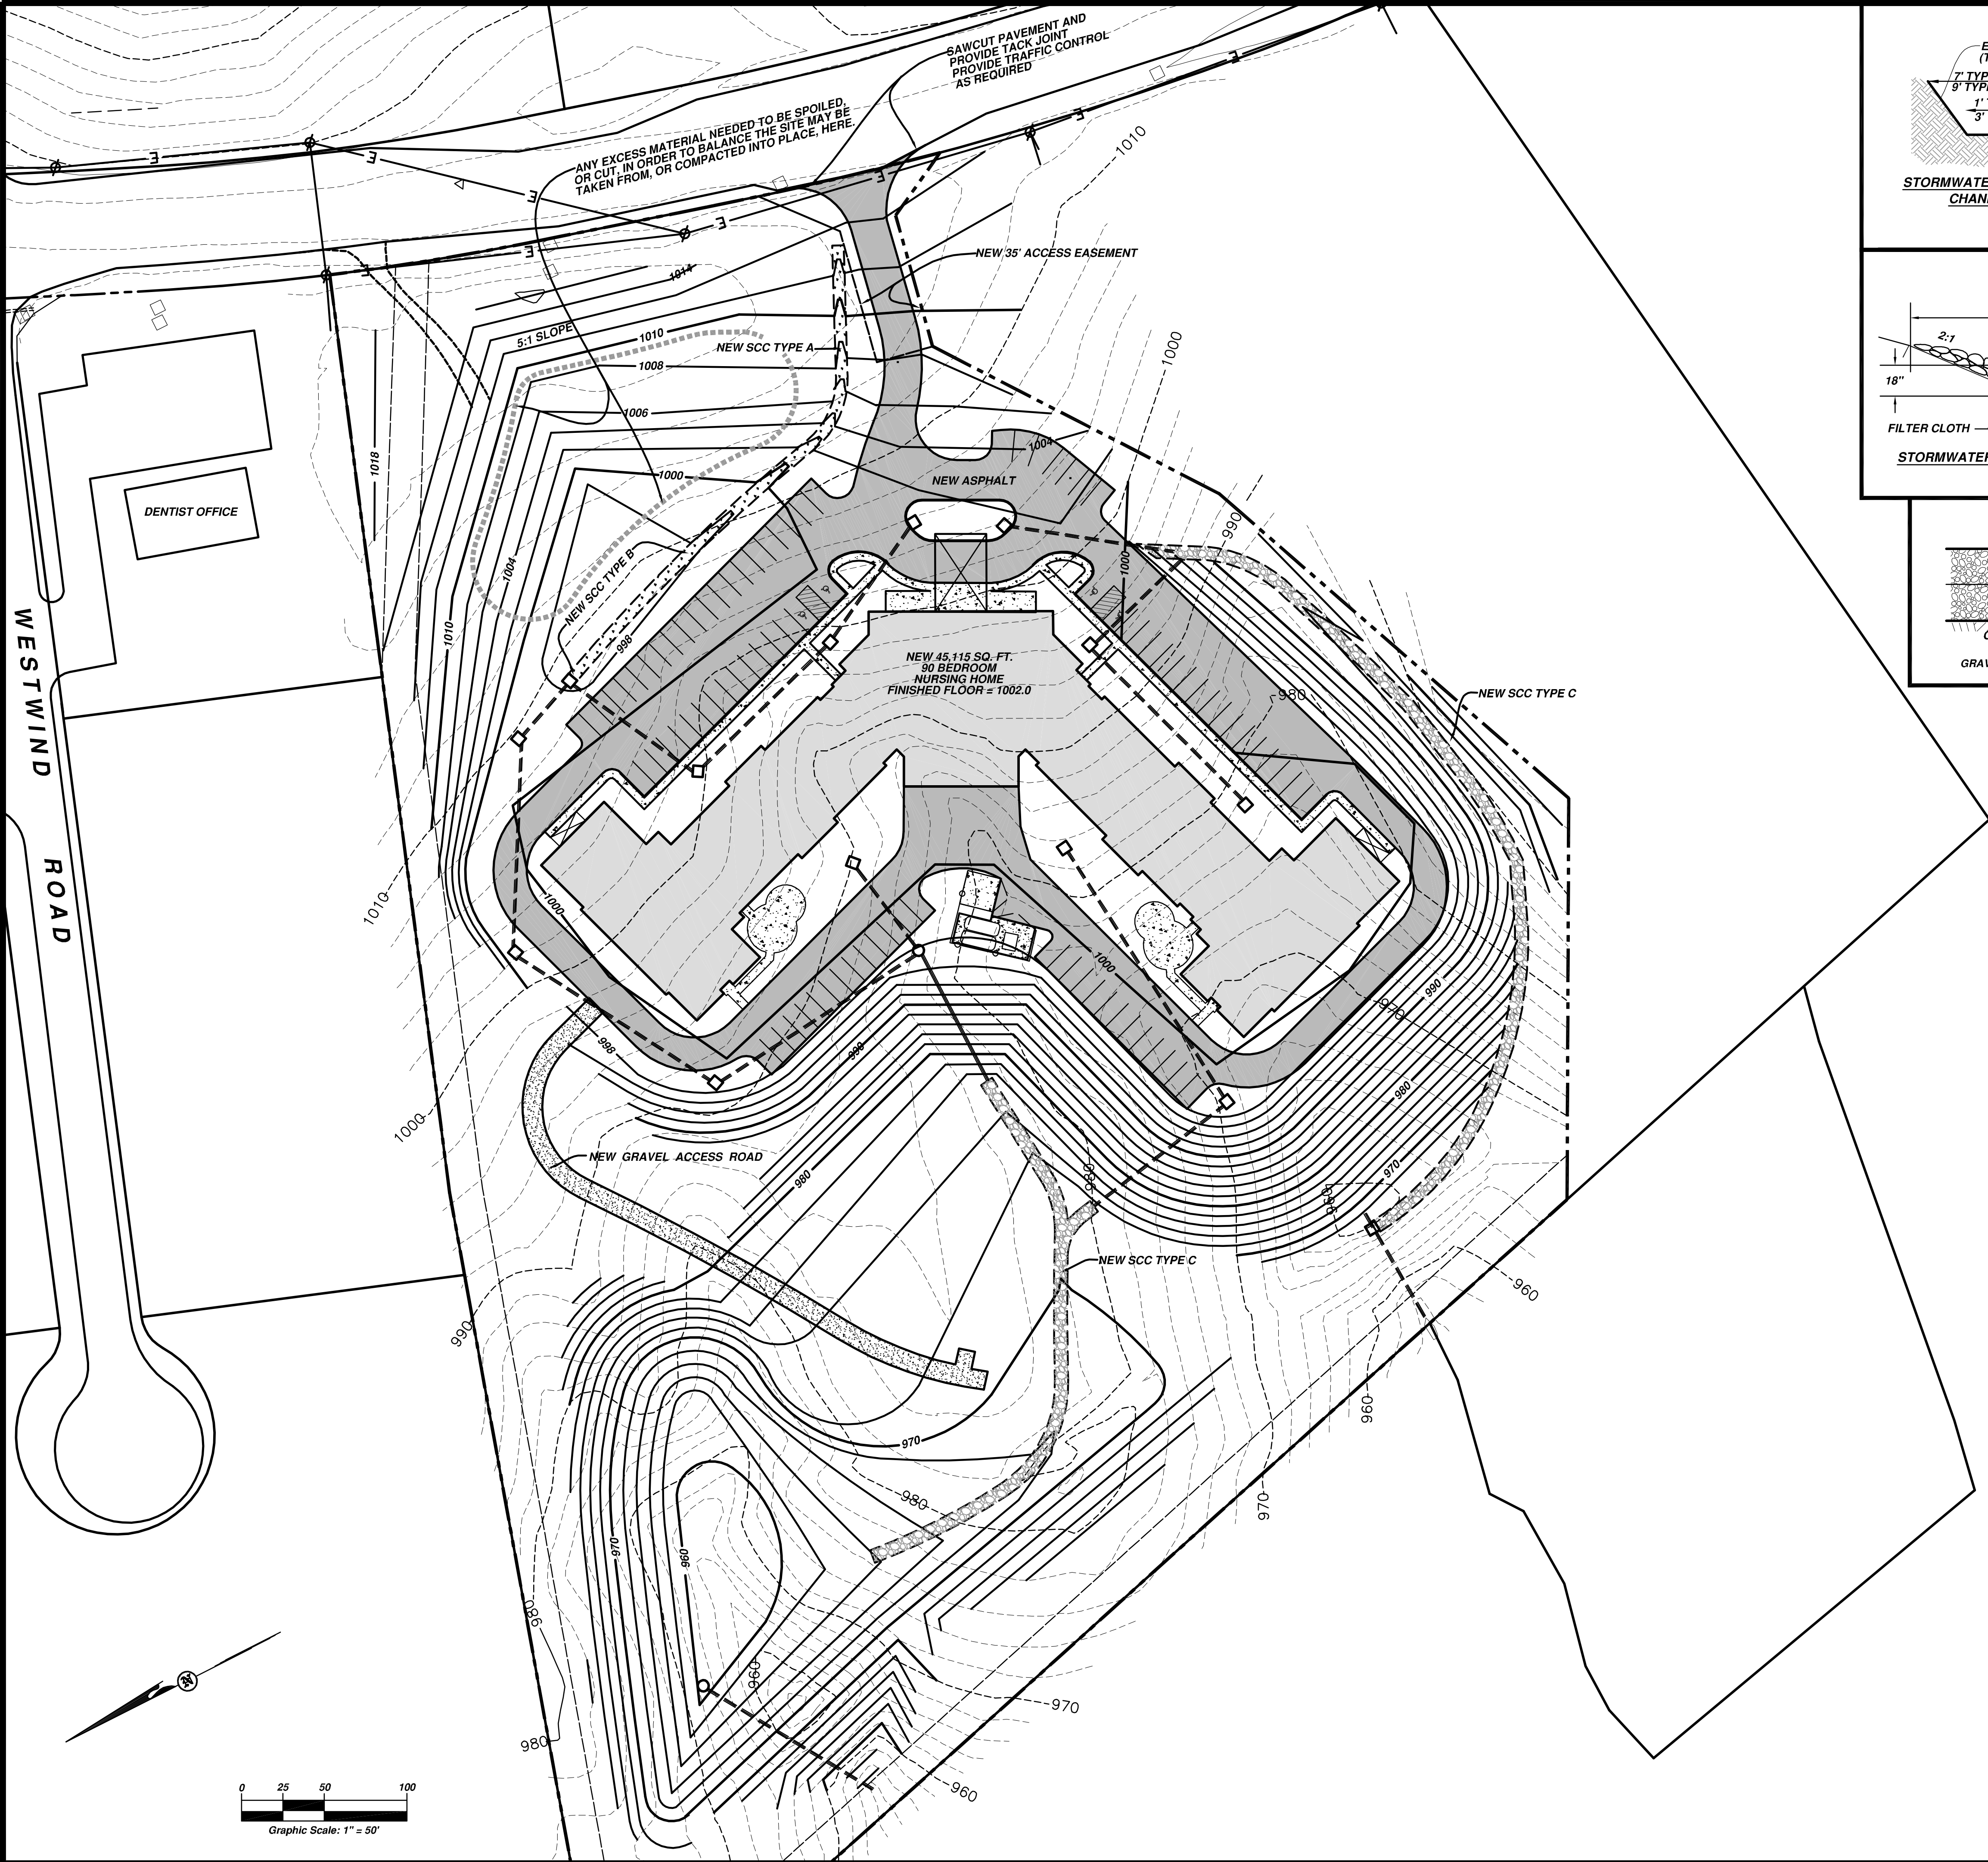 SAWCUT PAVEMENT AND
PROVIDE TACK JOINT
PROVIDE TRAFFIC CONTROL
AS REQUIRED
ANY EXCESS MATERIAL NEEDED TO BE SPOILED,
OR CUT, IN ORDER TO BALANCE THE SITE MAY BE
TAKEN FROM, OR COMPACTED INTO PLACE, HERE.
E
E
E
E
E
E
E
E
E
1010
NEW 35' ACCESS EASEMENT
1014
5:1 SLOPE
1010
NEW SCC TYPE A
1008
1006
1004
1000
1018
1000
NEW ASPHALT
DENTIST OFFICE
990
1004
NEW SCC TYPE B
1000
998
1010
NEW 45,115 SQ. FT.
90 BEDROOM
NURSING HOME
FINISHED FLOOR = 1002.0
980
NEW SCC TYPE C
WESTWIND ROAD
1010
1000
1000
990
970
998
990
980
1000
NEW GRAVEL ACCESS ROAD
980
980
970
960
NEW SCC TYPE C
960
990
960
970
980
970
970
960
980
960
970
980
960
N
0 25 50 100
Graphic Scale: 1" = 50'
7' TYP
9' TYP
1'
3'
STORMWATE
CHAN
2:1
18"
FILTER CLOTH
STORMWATER
GRAV